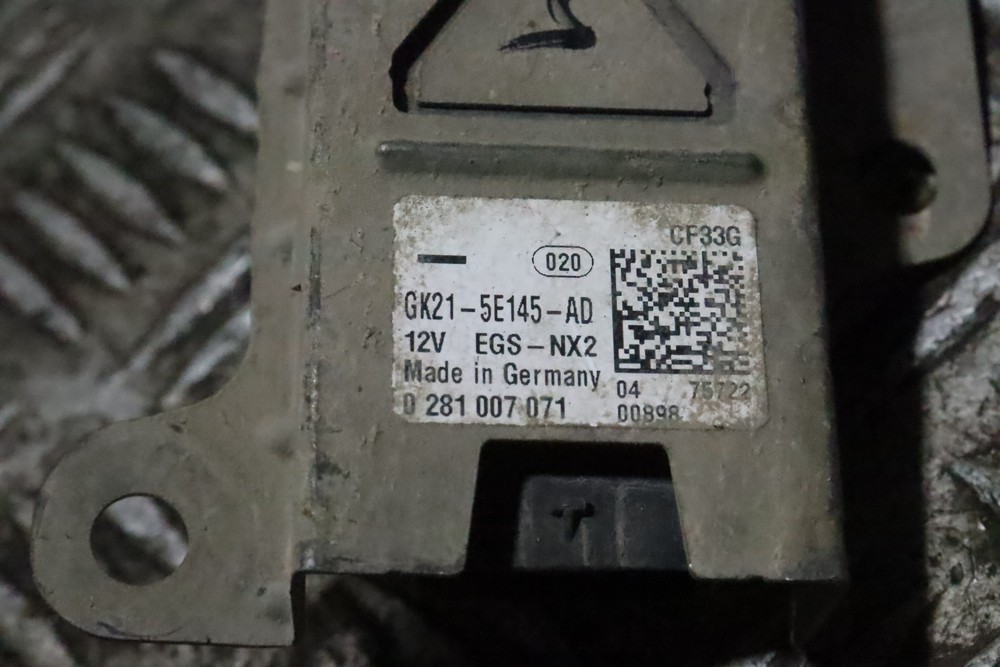 CF33G
020
GK21-5E145-AD
12V EGS-NX2
Made in Germany
0 281 007 071
04 75722
00898